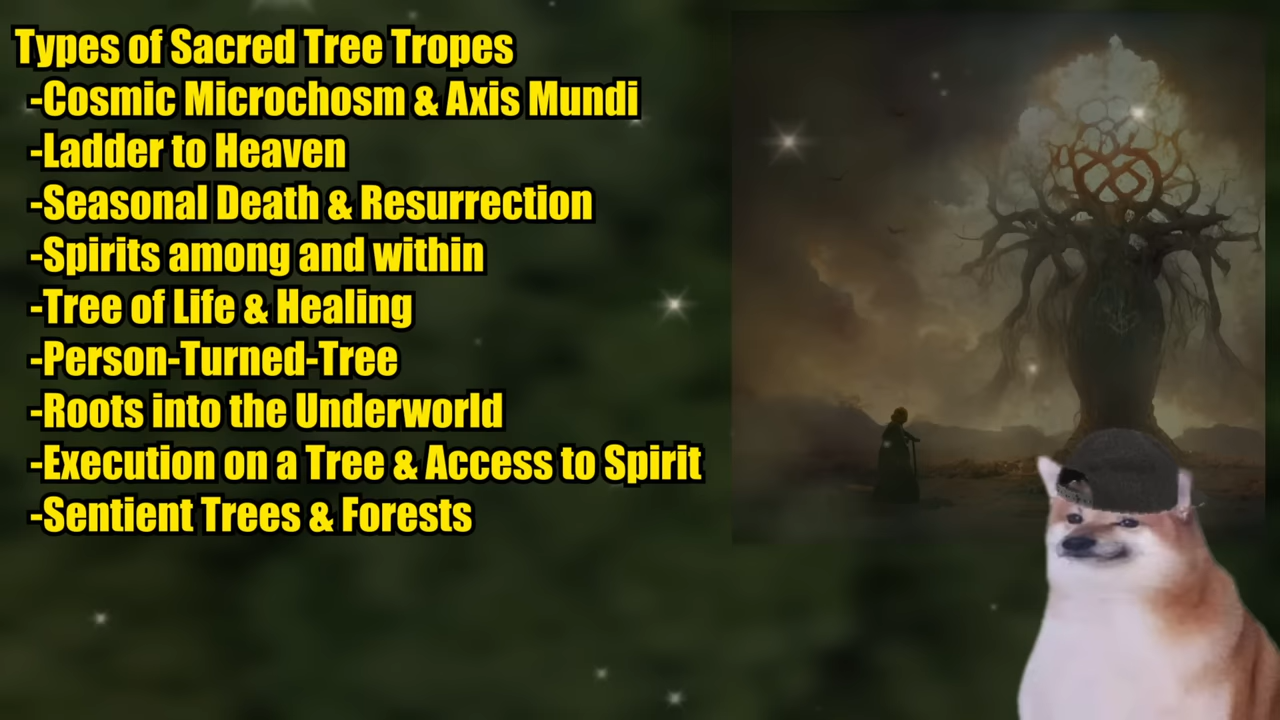 Types of Sacred Tree Tropes
-Cosmic Microchosm & Axis Mundi
-Ladder to Heaven
-Seasonal Death & Resurrection
-Spirits among and within
-Tree of Life & Healing
-Person-Turned-Tree
-Roots into the Underworld
-Execution on a Tree & Access to Spirit
-Sentient Trees & Forests